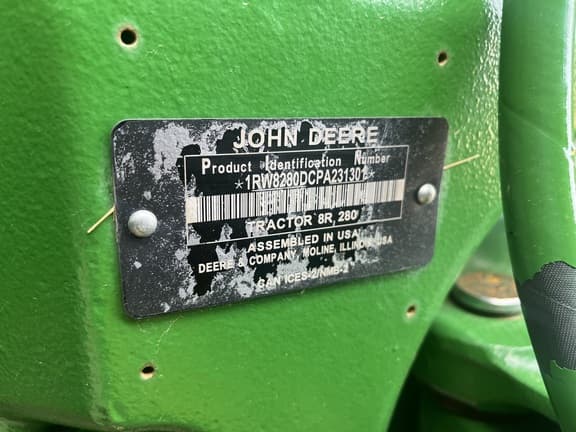 JOHN DEERE
Product Identification Number
*1RW8280DCPA231301*
TRACTOR 8R, 280
ASSEMBLED IN USA
DEERE & COMPANY, MOLINE, ILLINOIS, USA
CAN ICES-2/NMB-2